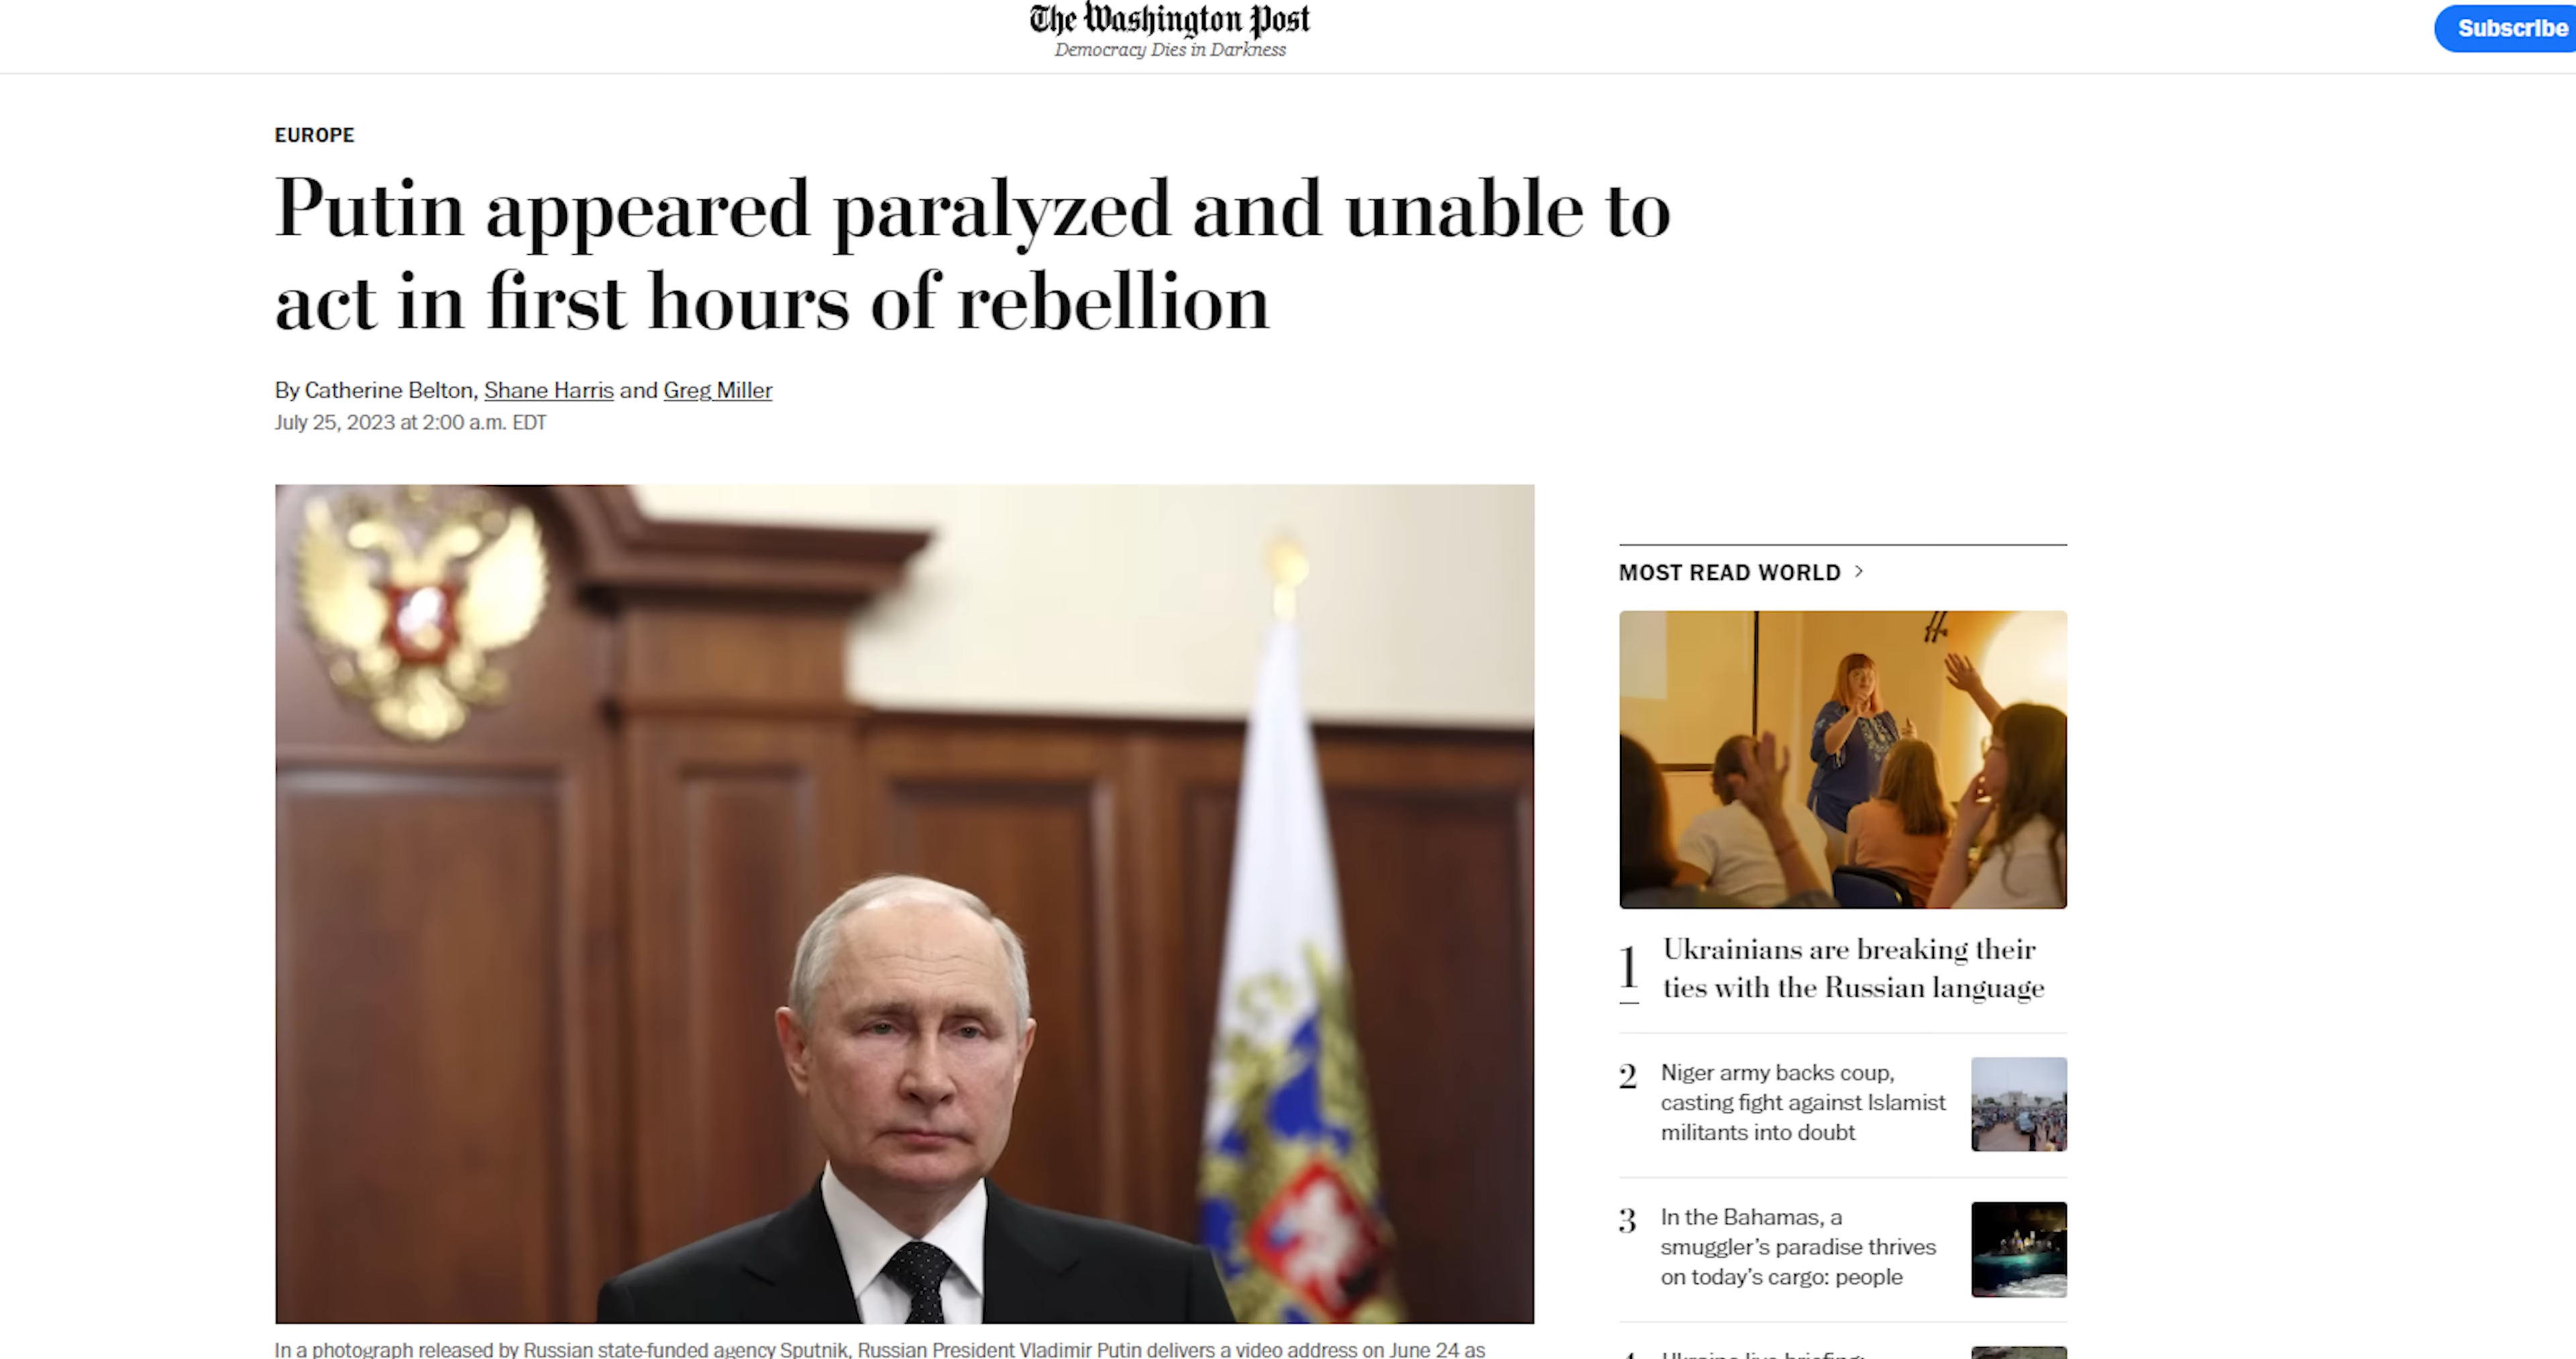 The Washington Post
Democracy Dies in Darkness
Subscribe
EUROPE
Putin appeared paralyzed and unable to
act in first hours of rebellion
By Catherine Belton, Shane Harris and Greg Miller
July 25, 2023 at 2:00 a.m. EDT
In a photograph released by Russian state-funded agency Sputnik, Russian President Vladimir Putin delivers a video address on June 24 as
MOST READ WORLD >
1 Ukrainians are breaking their
ties with the Russian language
2 Niger army backs coup,
casting fight against Islamist
militants into doubt
3 In the Bahamas, a
smuggler's paradise thrives
on today's cargo: people
4 Ukraine live briefing: